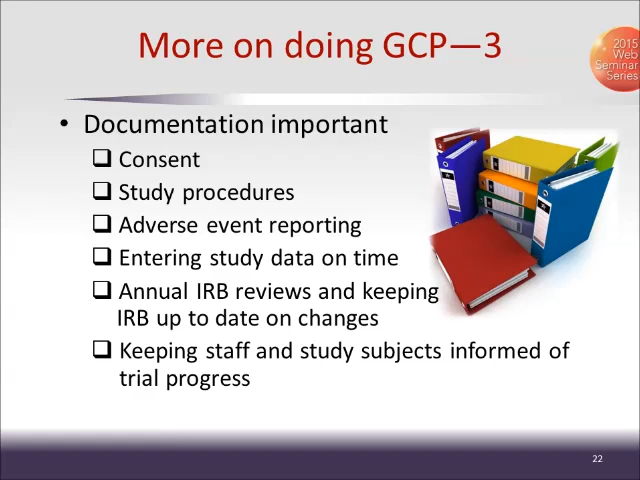 More on doing GCP—3
2015
Web
Seminar
Series
• Documentation important
❑ Consent
❑ Study procedures
❑ Adverse event reporting
❑ Entering study data on time
❑ Annual IRB reviews and keeping
IRB up to date on changes
❑ Keeping staff and study subjects informed of
trial progress
22